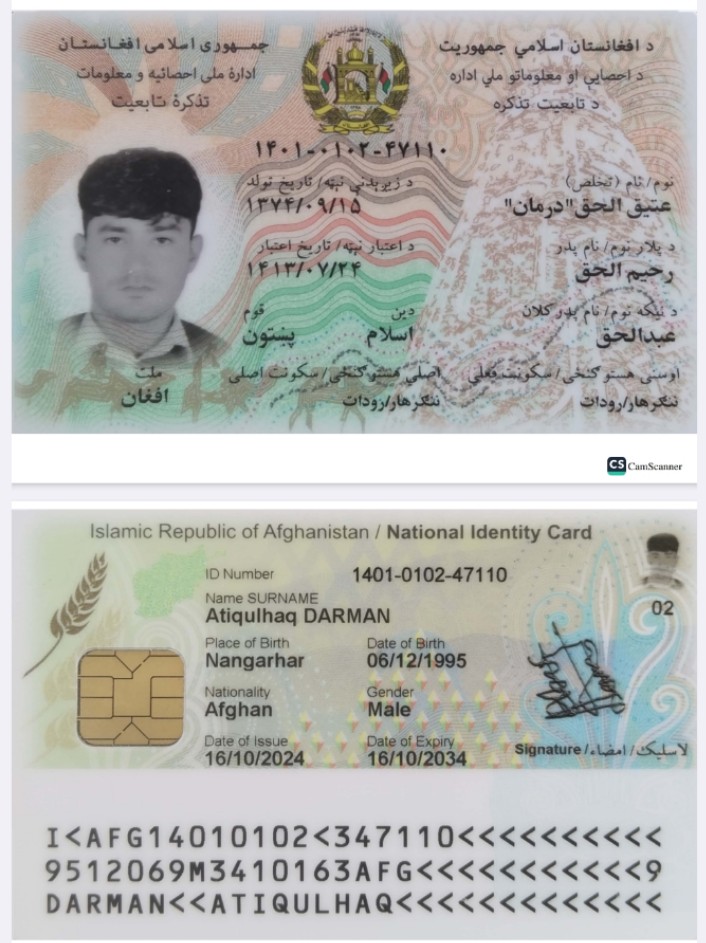 جمهوری اسلامی افغانستان
ادارهٔ ملی احصائیه و معلومات
تذکرهٔ تابعیت
د افغانستان اسلامي جمهوریت
د احصایې او معلوماتو ملي اداره
د تابعیت تذکره
۱۴۰۱-۰۱۰۲-۴۷۱۱۰
نوم/ نام (تخلص)
عتیق الحق"درمان"
د زیږیدنې نېټه/ تاریخ تولد
۱۳۷۴/۰۹/۱۵
د پلار نوم/ نام پدر
رحیم الحق
د اعتبار نېټه/ تاریخ اعتبار
۱۴۱۳/۰۷/۲۴
د نیکه نوم/ نام پدر کلان
عبدالحق
دین
اسلام
قوم
پښتون
اوسنی هستوګنځی/ سکونت فعلی
ننگرهار/رودات
اصلي هستوګنځی/ سکونت اصلی
ننگرهار/رودات
ملت
افغان
CS CamScanner
Islamic Republic of Afghanistan / National Identity Card
ID Number 1401-0102-47110
Name SURNAME
Atiqulhaq DARMAN
02
Place of Birth Date of Birth
Nangarhar 06/12/1995
Nationality Gender
Afghan Male
Date of Issue Date of Expiry
16/10/2024 16/10/2034
Signature / امضاء / لاسلیک
I<AFG14010102<347110<<<<<<<<<<
9512069M3410163AFG<<<<<<<<<<<9
DARMAN<<ATIQULHAQ<<<<<<<<<<<<<